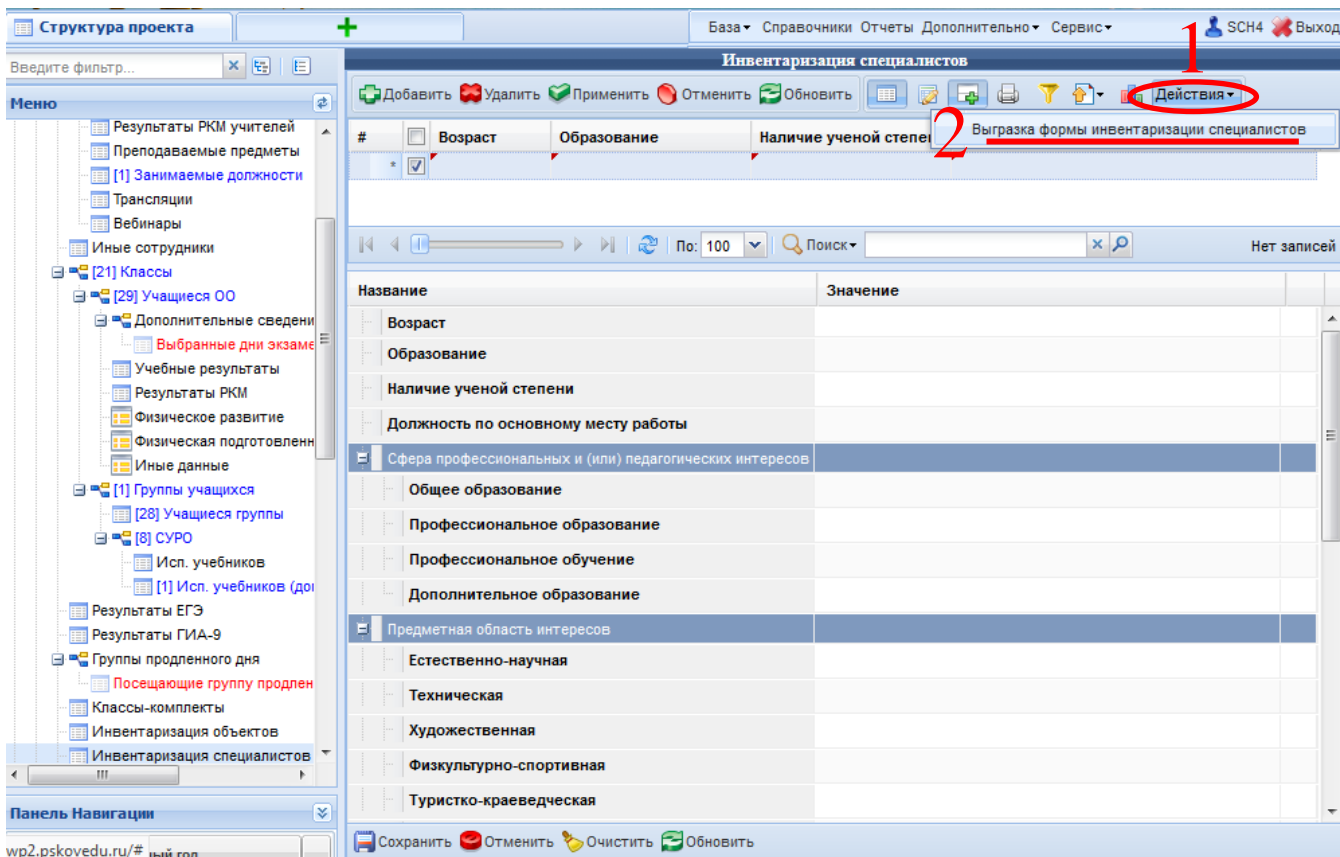 Структура проекта
База Справочники Отчеты Дополнительно Сервис SCH4 Выход
1
Введите фильтр...
Инвентаризация специалистов
Добавить Удалить Применить Отменить Обновить Действия
2
Выгразка формы инвентаризации специалистов
Меню
Результаты РКМ учителей
Преподаваемые предметы
[1] Занимаемые должности
Трансляции
Вебинары
Иные сотрудники
[21] Классы
[29] Учащиеся ОО
Дополнительные сведени
Выбранные дни экзаме
Учебные результаты
Результаты РКМ
Физическое развитие
Физическая подготовленн
Иные данные
[1] Группы учащихся
[28] Учащиеся группы
[8] СУРО
Исп. учебников
[1] Исп. учебников (до
Результаты ЕГЭ
Результаты ГИА-9
Группы продленного дня
Посещающие группу продлен
Классы-комплекты
Инвентаризация объектов
Инвентаризация специалистов
Панель Навигации
wp2.pskovedu.ru/#
ный год
# Возраст Образование Наличие ученой степе
*
По: 100 Поиск Нет записей
Название Значение
Возраст
Образование
Наличие ученой степени
Должность по основному месту работы
Сфера профессиональных и (или) педагогических интересов
Общее образование
Профессиональное образование
Профессиональное обучение
Дополнительное образование
Предметная область интересов
Естественно-научная
Техническая
Художественная
Физкультурно-спортивная
Туристко-краеведческая
Сохранить Отменить Очистить Обновить